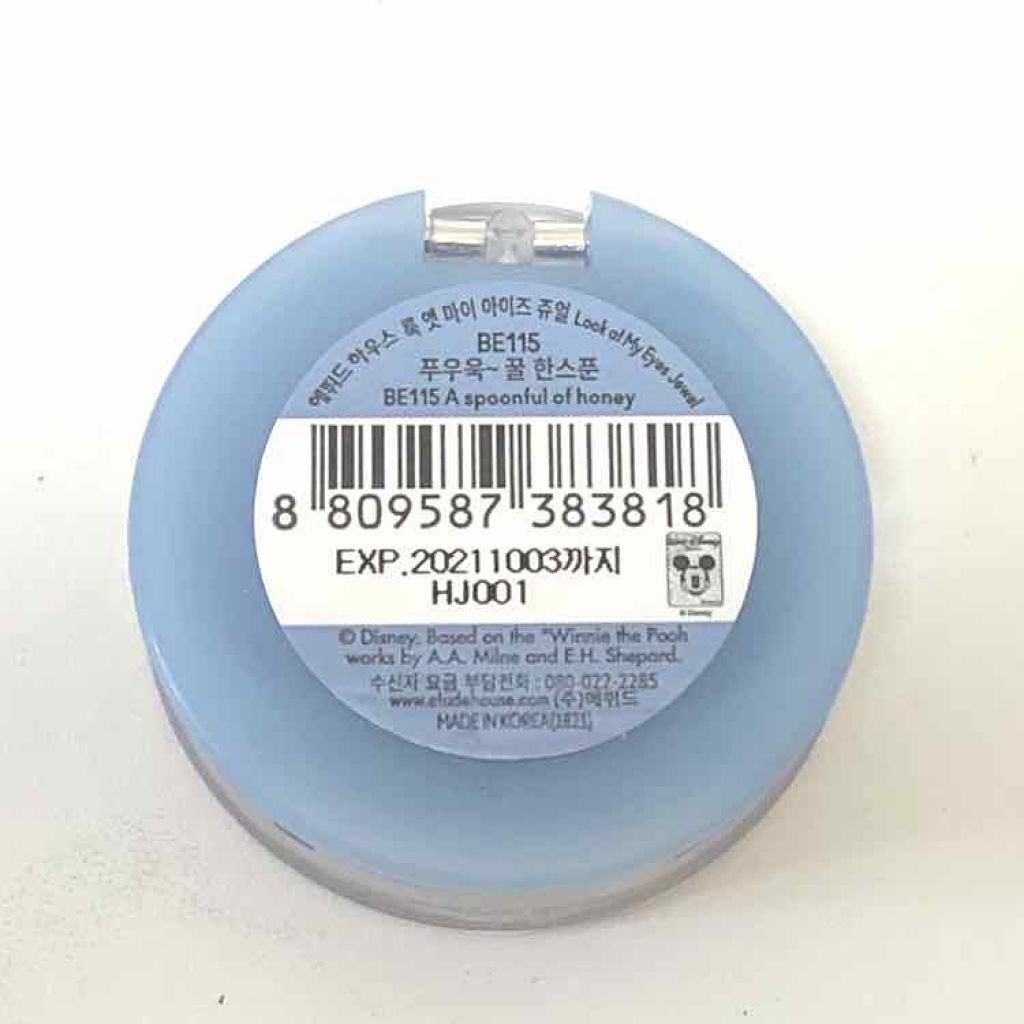 에뛰드 하우스 룩 앳 마이 아이즈 쥬얼 Look at My Eyes Jewel
BE115
푸우욱~ 꿀 한스푼
BE115 A spoonful of honey
8 809587 383818
EXP.20211003까지
HJ001
Walt Disney
© Disney
© Disney. Based on the "Winnie the Pooh
works by A.A. Milne and E.H. Shepard.
수신자 요금 부담전화 : 080-022-2285
www.etudehouse.com (주)에뛰드
MADE IN KOREA(1821)